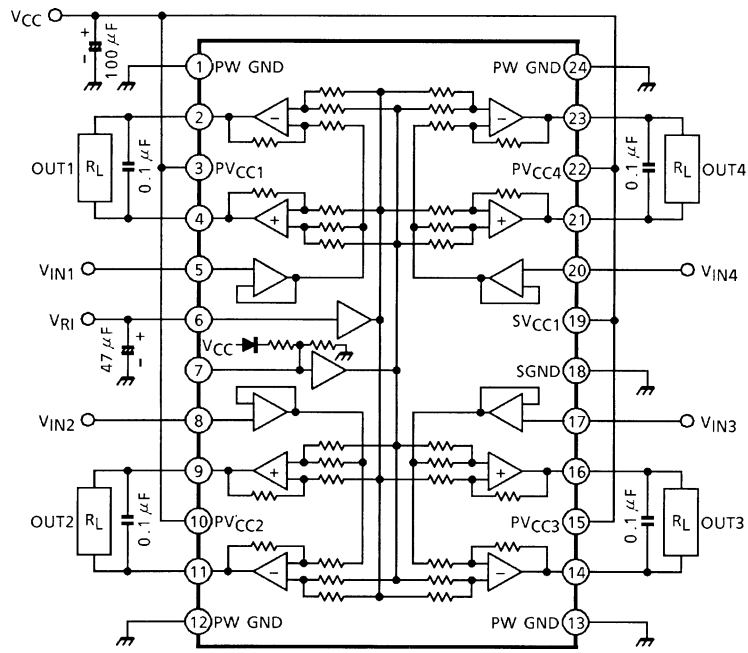 VCC
+
-
100 μF
1 PW GND
PW GND 24
2
-
-
23
OUT1 RL 0.1 μF
3 PVCC1
PVCC4 22
0.1 μF RL OUT4
4
+
+
21
VIN1 5
20 VIN4
VRI 6
SVCC1 19
47 μF
+
-
VCC
7
SGND 18
VIN2 8
17 VIN3
9
+
+
16
OUT2 RL 0.1 μF
10 PVCC2
PVCC3 15
0.1 μF RL OUT3
11
-
-
14
12 PW GND
PW GND 13